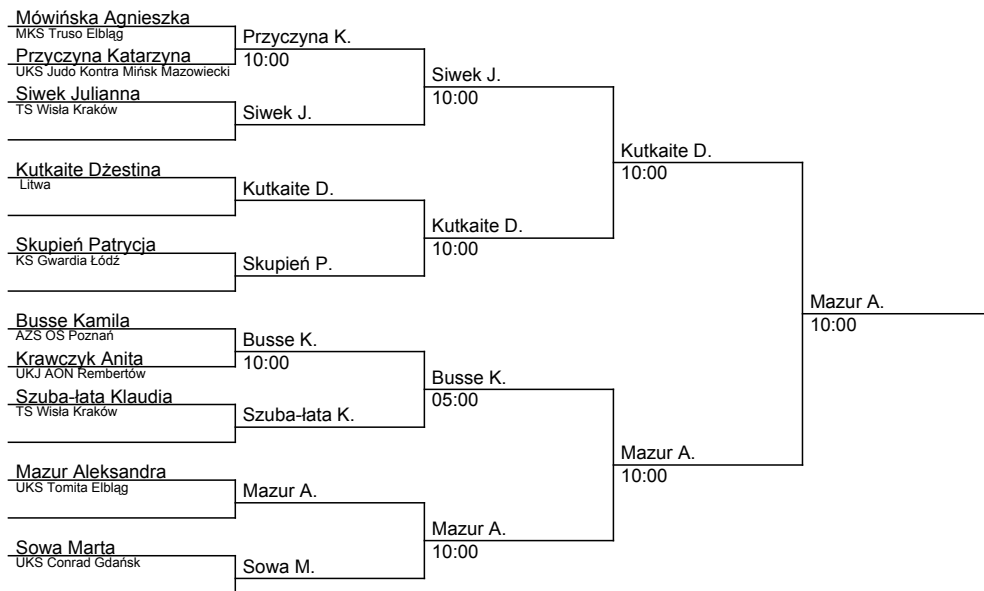 Mówińska Agnieszka
MKS Truso Elbląg
Przyczyna Katarzyna
UKS Judo Kontra Mińsk Mazowiecki
Siwek Julianna
TS Wisła Kraków
Kutkaite Dżestina
Litwa
Skupień Patrycja
KS Gwardia Łódź
Busse Kamila
AZS OŚ Poznań
Krawczyk Anita
UKJ AON Rembertów
Szuba-łata Klaudia
TS Wisła Kraków
Mazur Aleksandra
UKS Tomita Elbląg
Sowa Marta
UKS Conrad Gdańsk
Przyczyna K.
10:00
Siwek J.
Kutkaite D.
Skupień P.
Busse K.
10:00
Szuba-łata K.
Mazur A.
Sowa M.
Siwek J.
10:00
Kutkaite D.
10:00
Busse K.
05:00
Mazur A.
10:00
Kutkaite D.
10:00
Mazur A.
10:00
Mazur A.
10:00